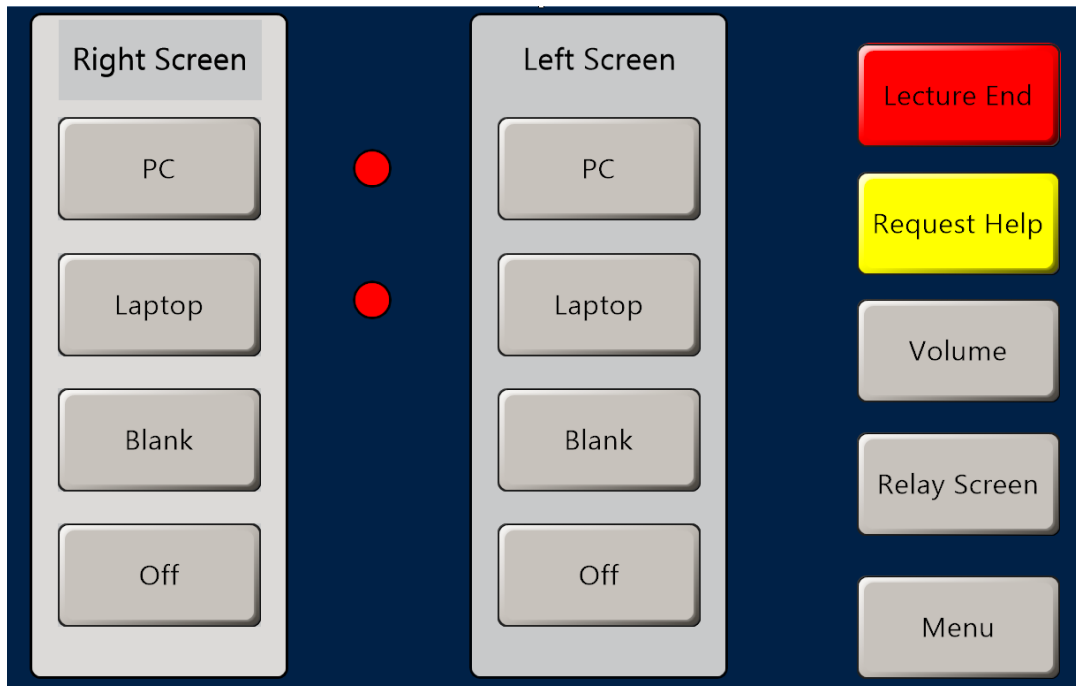 Right Screen
PC
Laptop
Blank
Off
Left Screen
PC
Laptop
Blank
Off
Lecture End
Request Help
Volume
Relay Screen
Menu